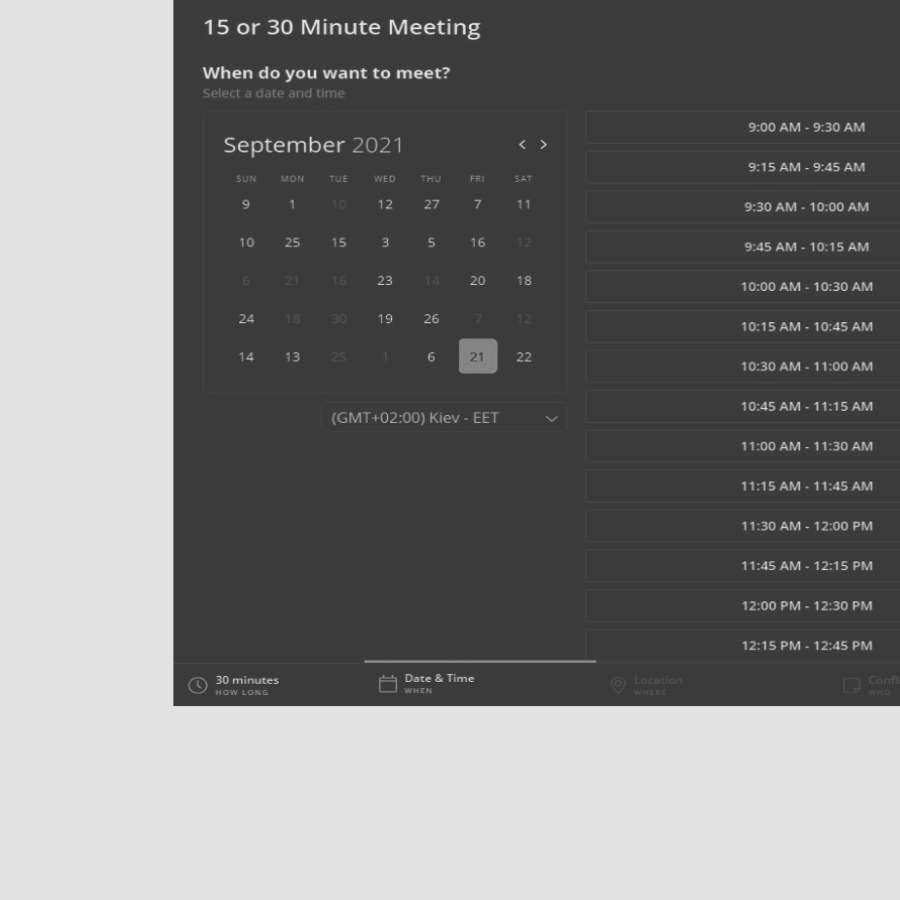 15 or 30 Minute Meeting
When do you want to meet?
Select a date and time
September 2021
SUN MON TUE WED THU FRI SAT
9 1 10 12 27 7 11
10 25 15 3 5 16 12
6 21 16 23 14 20 18
24 18 30 19 26 7 12
14 13 25 1 6 21 22
(GMT+02:00) Kiev - EET
9:00 AM - 9:30 AM
9:15 AM - 9:45 AM
9:30 AM - 10:00 AM
9:45 AM - 10:15 AM
10:00 AM - 10:30 AM
10:15 AM - 10:45 AM
10:30 AM - 11:00 AM
10:45 AM - 11:15 AM
11:00 AM - 11:30 AM
11:15 AM - 11:45 AM
11:30 AM - 12:00 PM
11:45 AM - 12:15 PM
12:00 PM - 12:30 PM
12:15 PM - 12:45 PM
30 minutes
HOW LONG
Date & Time
WHEN
Location
WHERE
WHO